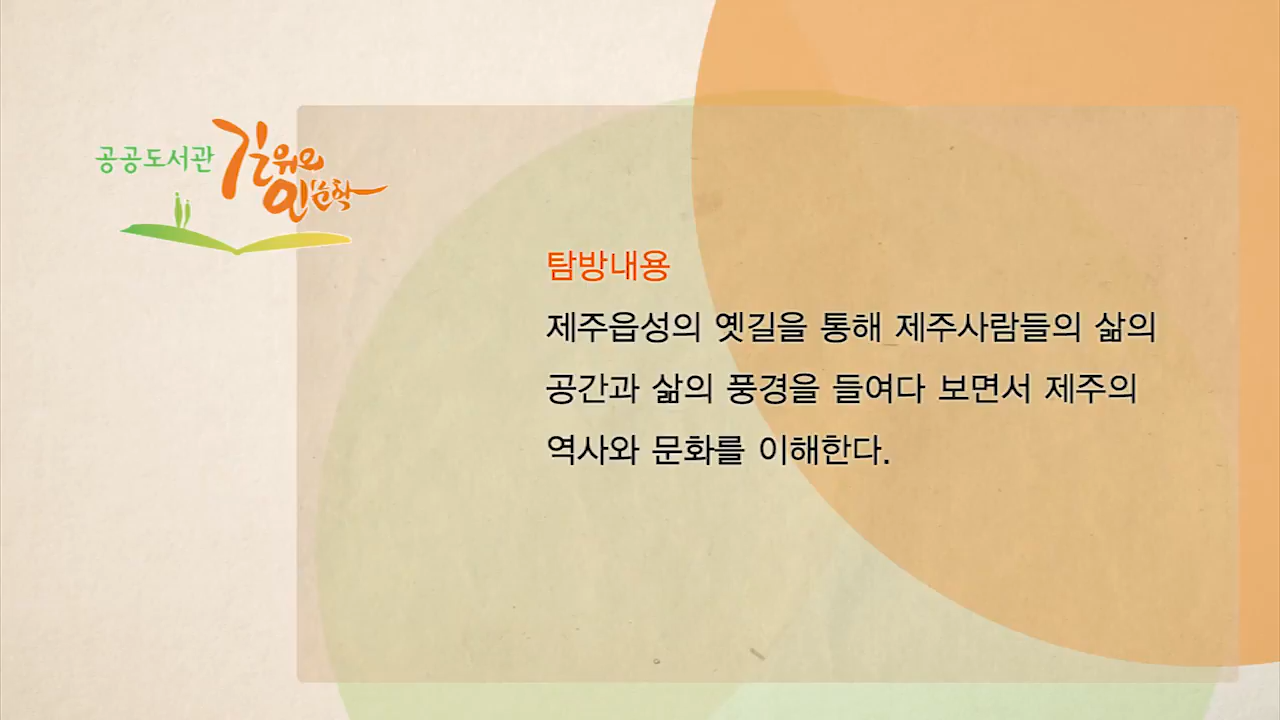 공공도서관 길위의
인문학
탐방내용
제주읍성의 옛길을 통해 제주사람들의 삶의
공간과 삶의 풍경을 들여다 보면서 제주의
역사와 문화를 이해한다.